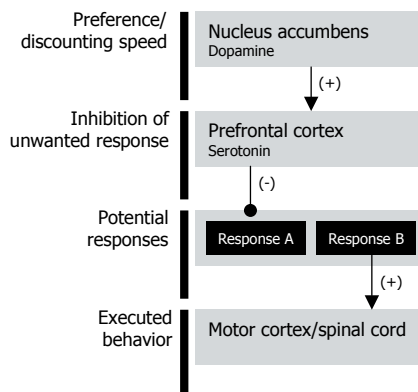 Preference/
discounting speed
Nucleus accumbens
Dopamine
(+)
Inhibition of
unwanted response
Prefrontal cortex
Serotonin
(-)
Potential
responses
Response A
Response B
(+)
Executed
behavior
Motor cortex/spinal cord